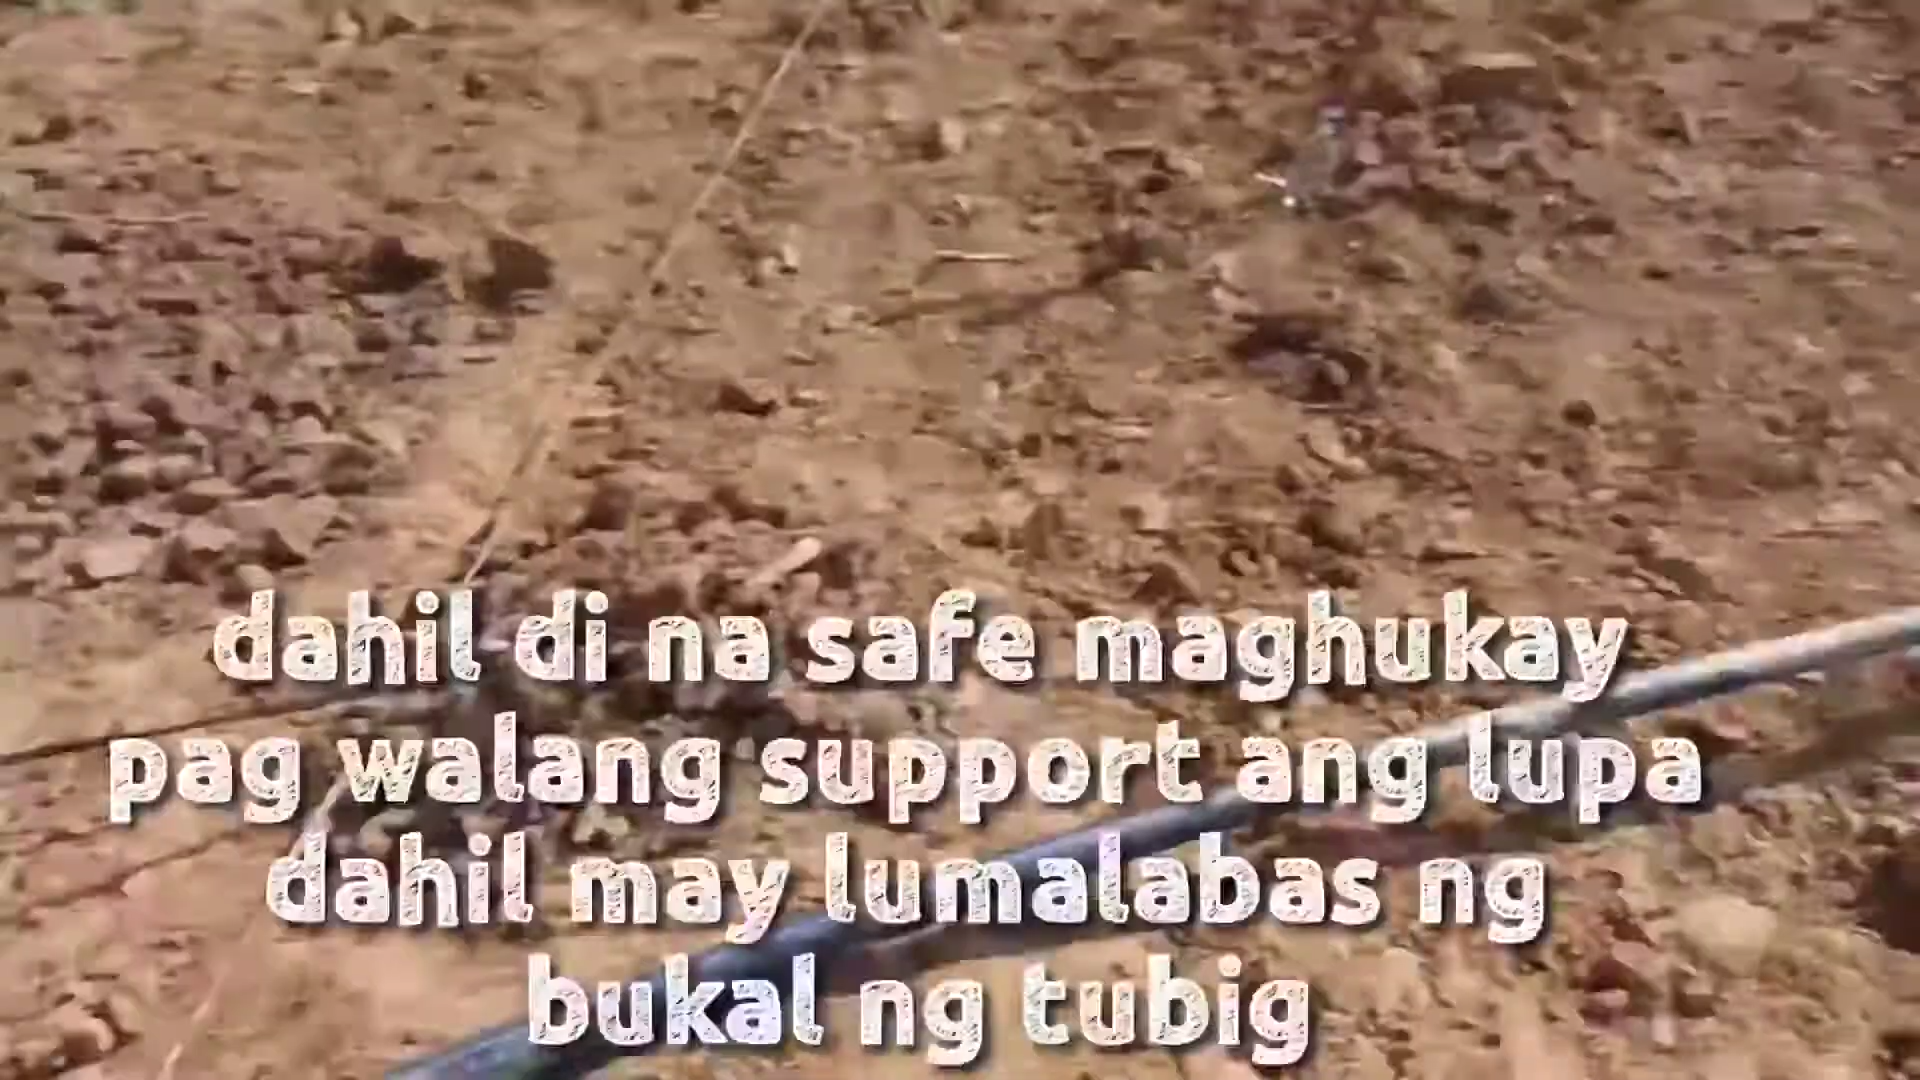 dahil di na safe maghukay
pag walang support ang lupa
dahil may lumalabas ng
bukal ng tubig